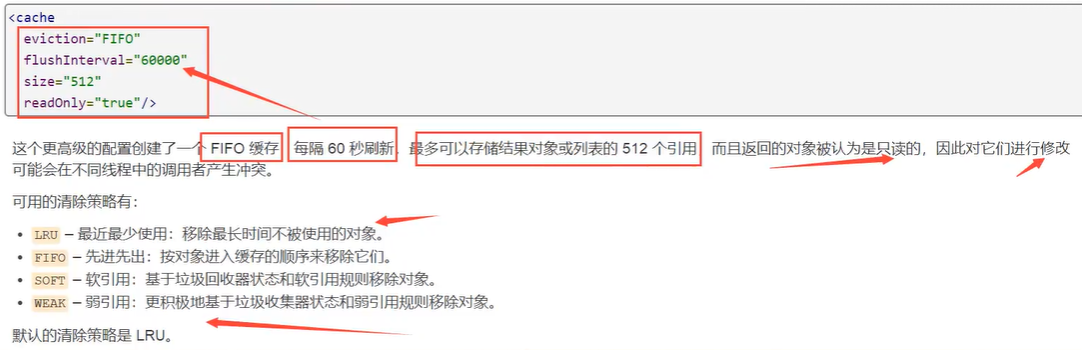 <cache
eviction="FIFO"
flushInterval="60000"
size="512"
readOnly="true"/>
这个更高级的配置创建了一个 FIFO 缓存，每隔 60 秒刷新，最多可以存储结果对象或列表的 512 个引用，而且返回的对象被认为是只读的，因此对它们进行修改
可能会在不同线程中的调用者产生冲突。
可用的清除策略有：
• LRU – 最近最少使用：移除最长时间不被使用的对象。
• FIFO – 先进先出：按对象进入缓存的顺序来移除它们。
• SOFT – 软引用：基于垃圾回收器状态和软引用规则移除对象。
• WEAK – 弱引用：更积极地基于垃圾收集器状态和弱引用规则移除对象。
默认的清除策略是 LRU。